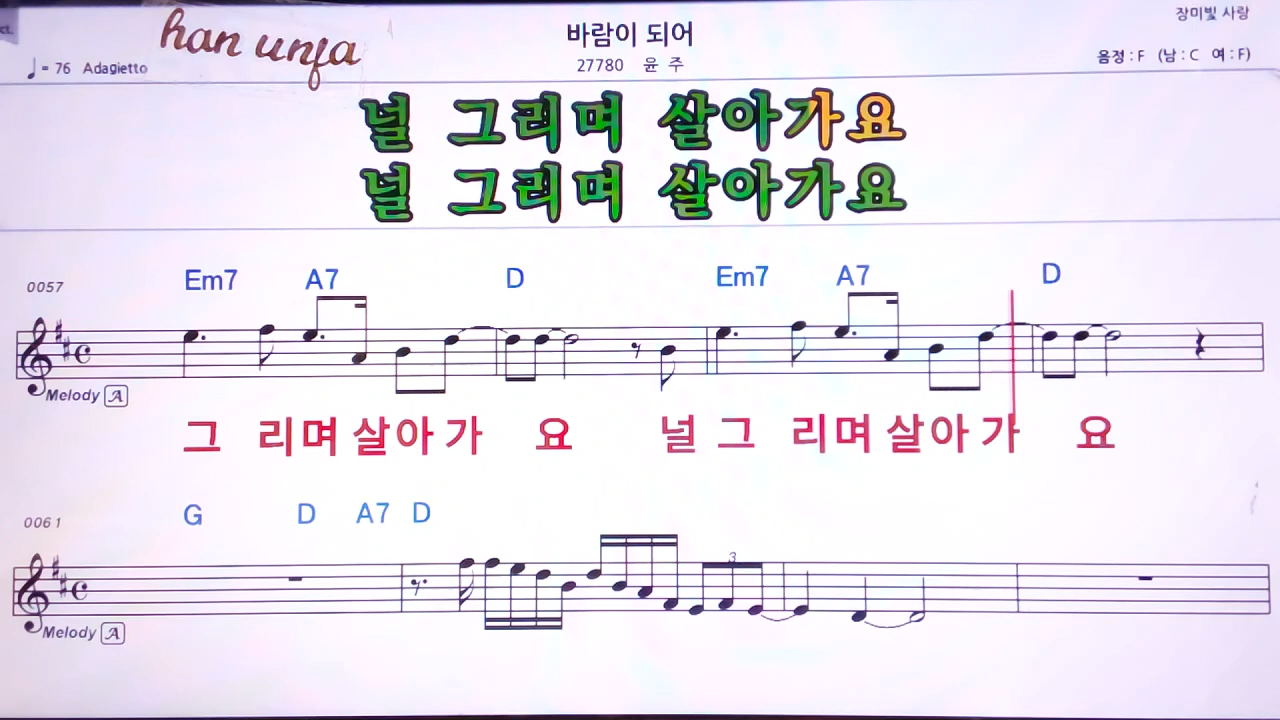 장미빛 사랑
han unfa
바람이 되어
♩= 76 Adagietto
27780 윤 주
음정 : F (남 : C 여 : F)
널 그리며 살아가요
널 그리며 살아가요
0057
Em7 A7 D Em7 A7 D
Melody A
그 리며 살아 가 요 널 그 리며 살아 가 요
0061
G D A7 D
3
Melody A